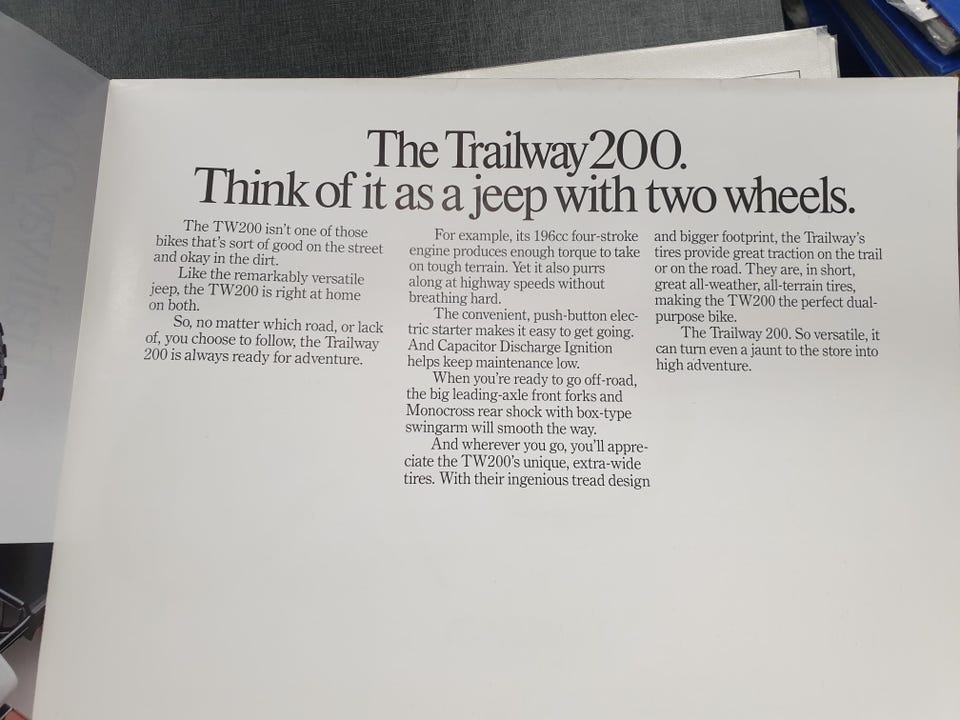 The Trailway 200.
Think of it as a jeep with two wheels.
The TW200 isn't one of those
bikes that's sort of good on the street
and okay in the dirt.
Like the remarkably versatile
jeep, the TW200 is right at home
on both.
So, no matter which road, or lack
of, you choose to follow, the Trailway
200 is always ready for adventure.
For example, its 196cc four-stroke
engine produces enough torque to take
on tough terrain. Yet it also purrs
along at highway speeds without
breathing hard.
The convenient, push-button elec-
tric starter makes it easy to get going.
And Capacitor Discharge Ignition
helps keep maintenance low.
When you're ready to go off-road,
the big leading-axle front forks and
Monocross rear shock with box-type
swingarm will smooth the way.
And wherever you go, you'll appre-
ciate the TW200's unique, extra-wide
tires. With their ingenious tread design
and bigger footprint, the Trailway's
tires provide great traction on the trail
or on the road. They are, in short,
great all-weather, all-terrain tires,
making the TW200 the perfect dual-
purpose bike.
The Trailway 200. So versatile, it
can turn even a jaunt to the store into
high adventure.